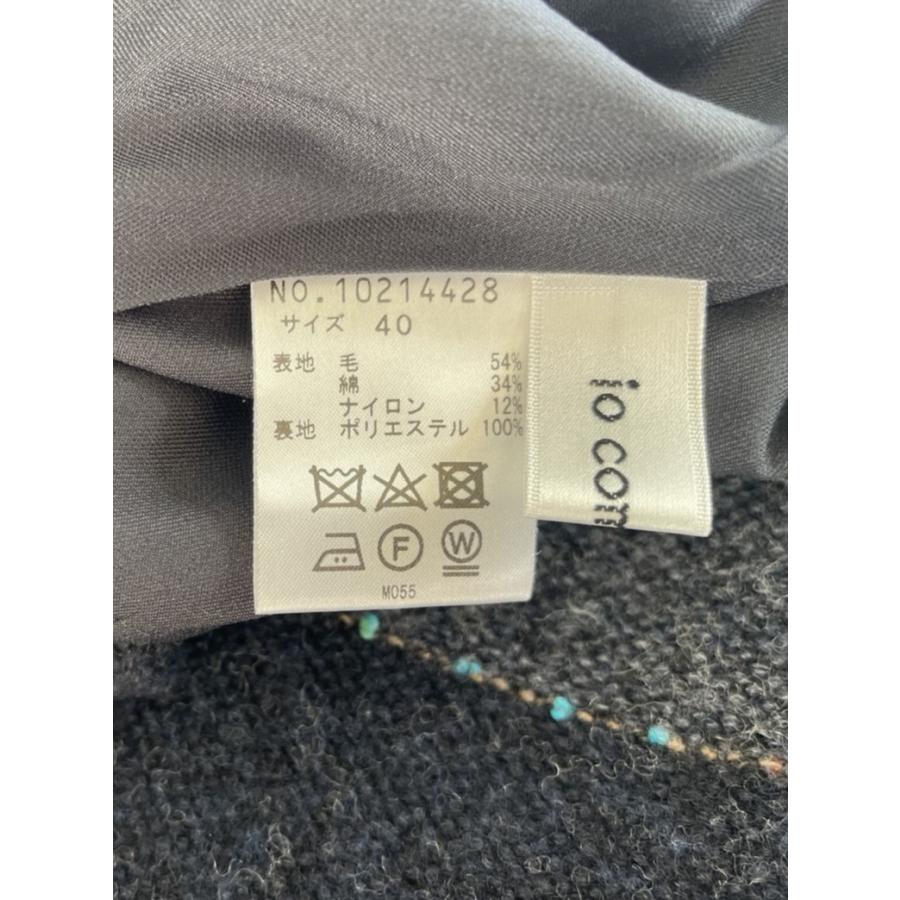 NO.10214428
サイズ 40
表地 毛 54%
綿 34%
ナイロン 12%
裏地 ポリエステル 100%
F W
M055
io com